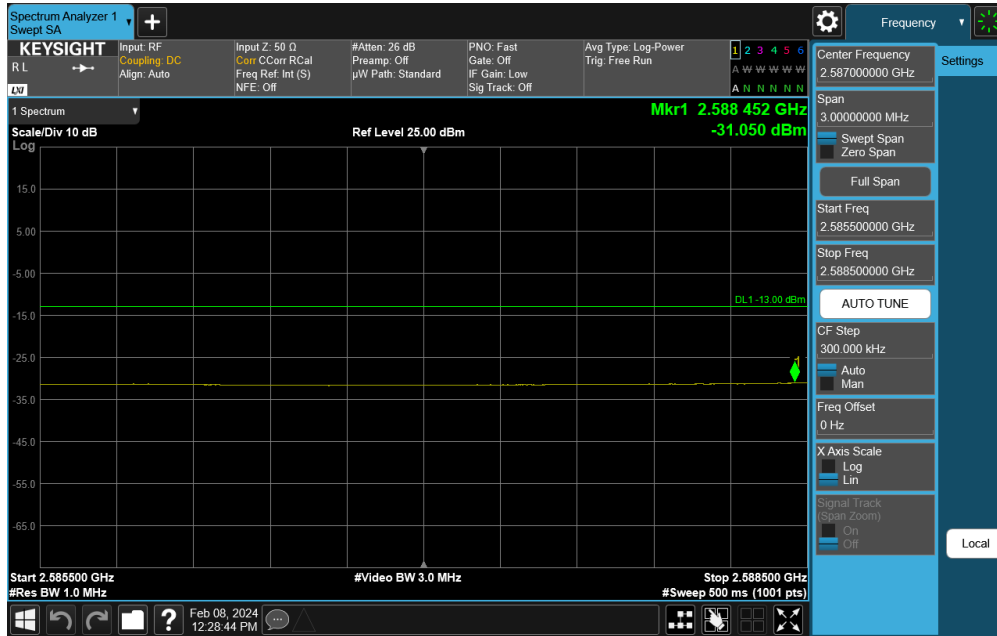 Spectrum Analyzer 1
Swept SA
+
Frequency
KEYSIGHT
R L
LXI
Input: RF
Coupling: DC
Align: Auto
Input Z: 50 Ω
Corr CCorr RCal
Freq Ref: Int (S)
NFE: Off
#Atten: 26 dB
Preamp: Off
µW Path: Standard
PNO: Fast
Gate: Off
IF Gain: Low
Sig Track: Off
Avg Type: Log-Power
Trig: Free Run
1 2 3 4 5 6
A W W W W W
A N N N N N
1 Spectrum
Scale/Div 10 dB
Log
Ref Level 25.00 dBm
Mkr1 2.588 452 GHz
-31.050 dBm
15.0
5.00
-5.00
-15.0
-25.0
-35.0
-45.0
-55.0
-65.0
DL1 -13.00 dBm
1
Start 2.585500 GHz
#Res BW 1.0 MHz
#Video BW 3.0 MHz
Stop 2.588500 GHz
#Sweep 500 ms (1001 pts)
Center Frequency
2.587000000 GHz
Settings
Span
3.00000000 MHz
Swept Span
Zero Span
Full Span
Start Freq
2.585500000 GHz
Stop Freq
2.588500000 GHz
AUTO TUNE
CF Step
300.000 kHz
Auto
Man
Freq Offset
0 Hz
X Axis Scale
Log
Lin
Signal Track
(Span Zoom)
On
Off
Local
?
Feb 08, 2024
12:28:44 PM